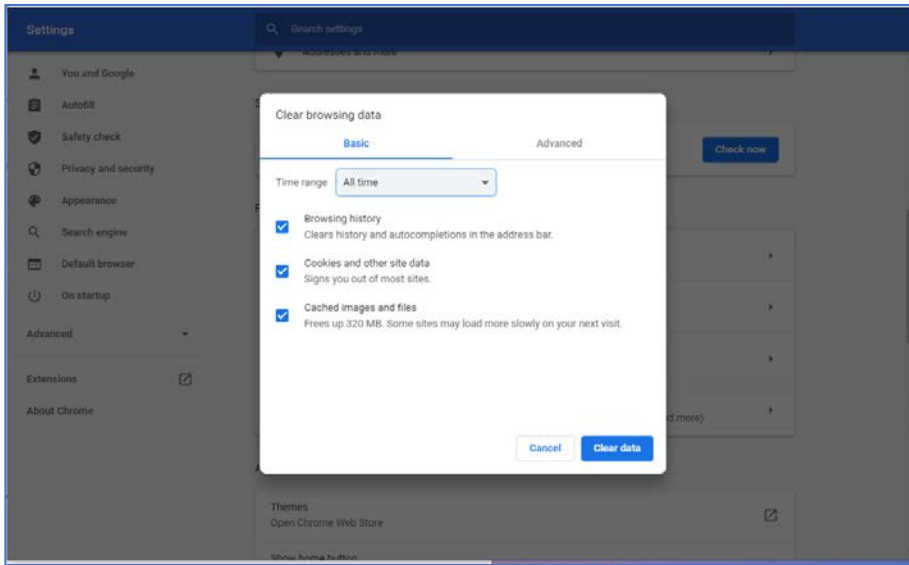 Settings
Search settings
Addresses and more
You and Google
Autofill
Safety check
Privacy and security
Appearance
Search engine
Default browser
On startup
Advanced
Extensions
About Chrome
Check now
Clear browsing data
Basic Advanced
Time range All time
Browsing history
Clears history and autocompletions in the address bar.
Cookies and other site data
Signs you out of most sites.
Cached images and files
Frees up 320 MB. Some sites may load more slowly on your next visit.
Cancel Clear data
more)
Themes
Open Chrome Web Store
Show home button